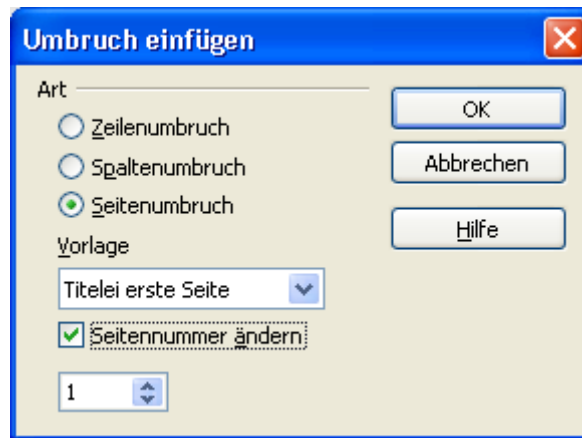 Umbruch einfügen
Art
Zeilenumbruch
Spaltenumbruch
Seitenumbruch
Vorlage
Titelei erste Seite
Seitennummer ändern
1
OK
Abbrechen
Hilfe